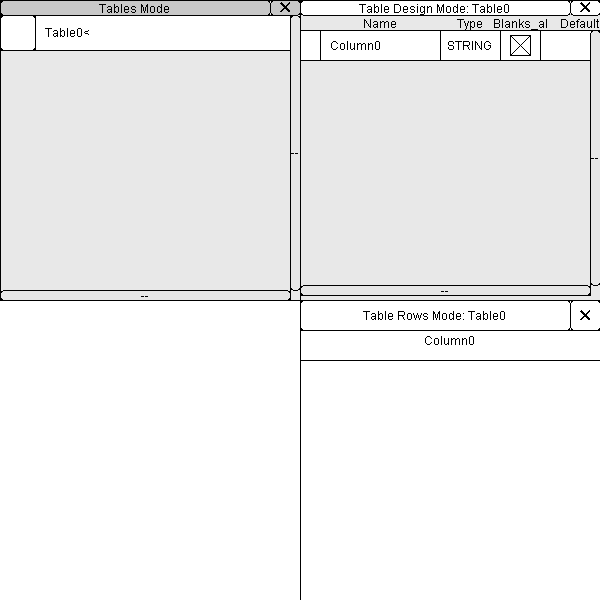 Tables Mode X
Table0<
--
--
Table Design Mode: Table0 X
Name Type Blanks_al Default
Column0 STRING
--
--
Table Rows Mode: Table0 X
Column0